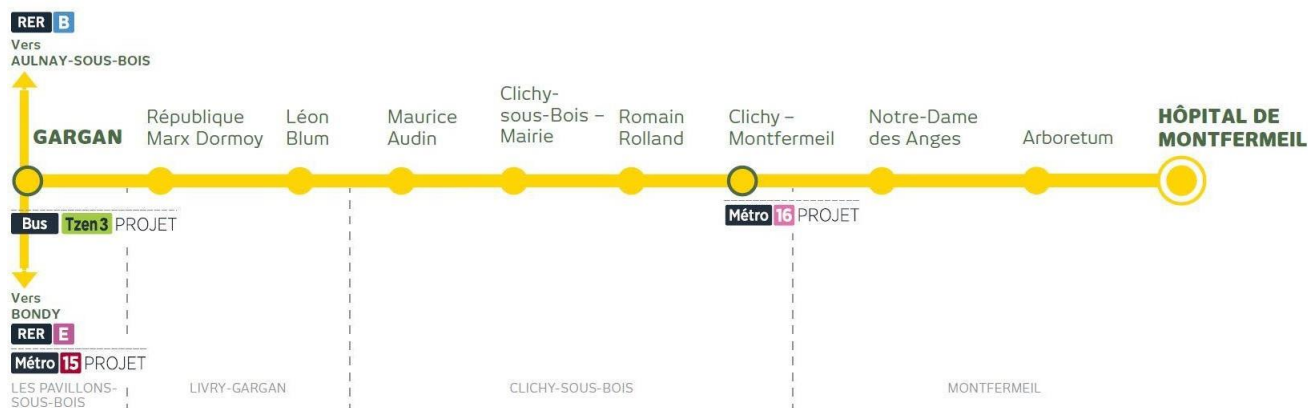 RER B
Vers
AULNAY-SOUS-BOIS
GARGAN
République
Marx Dormoy
Léon
Blum
Maurice
Audin
Clichy-
sous-Bois –
Mairie
Romain
Rolland
Clichy –
Montfermeil
Notre-Dame
des Anges
Arboretum
HÔPITAL DE
MONTFERMEIL
Bus Tzen 3 PROJET
Métro 16 PROJET
Vers
BONDY
RER E
Métro 15 PROJET
LES PAVILLONS-
SOUS-BOIS
LIVRY-GARGAN
CLICHY-SOUS-BOIS
MONTFERMEIL